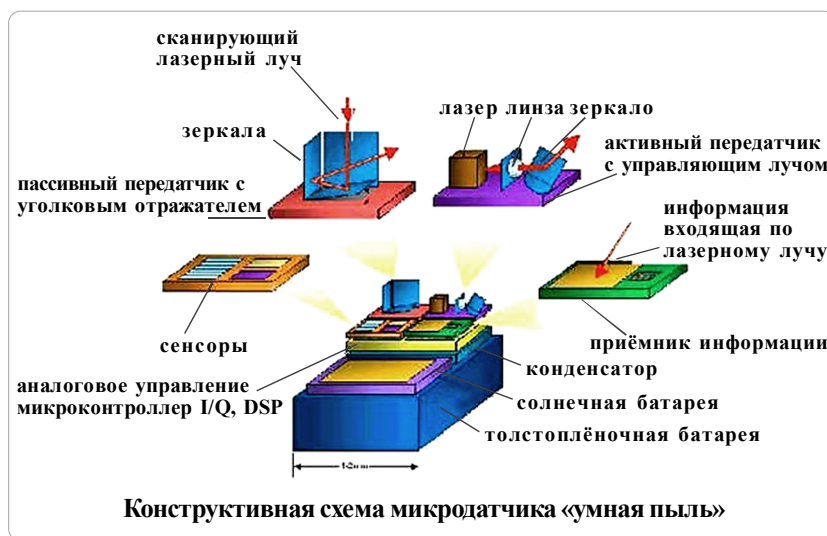 сканирующий
лазерный луч
зеркала
пассивный передатчик с
уголковым отражателем
лазер линза зеркало
активный передатчик
с управляющим лучом
информация
входящая по
лазерному лучу
сенсоры
приёмник информации
аналоговое управление
микроконтроллер I/Q, DSP
конденсатор
солнечная батарея
толстоплёночная батарея
Конструктивная схема микродатчика «умная пыль»